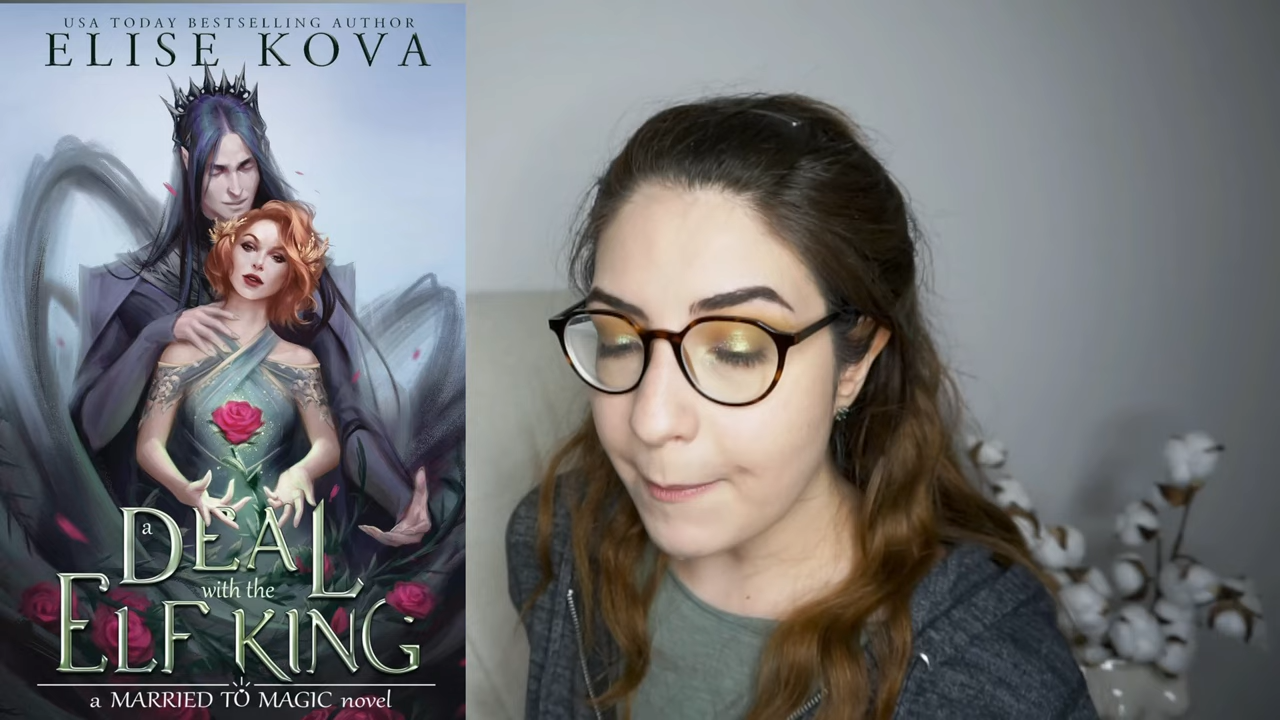 USA TODAY BESTSELLING AUTHOR
ELISE KOVA
a DEAL
with the
ELF KING
a MARRIED TO MAGIC novel